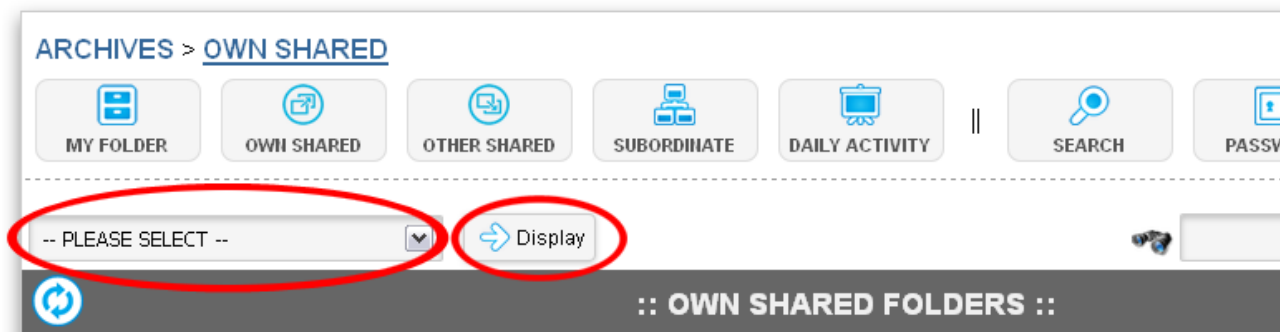 ARCHIVES > OWN SHARED
MY FOLDER OWN SHARED OTHER SHARED SUBORDINATE DAILY ACTIVITY || SEARCH
-- PLEASE SELECT -- Display
:: OWN SHARED FOLDERS ::